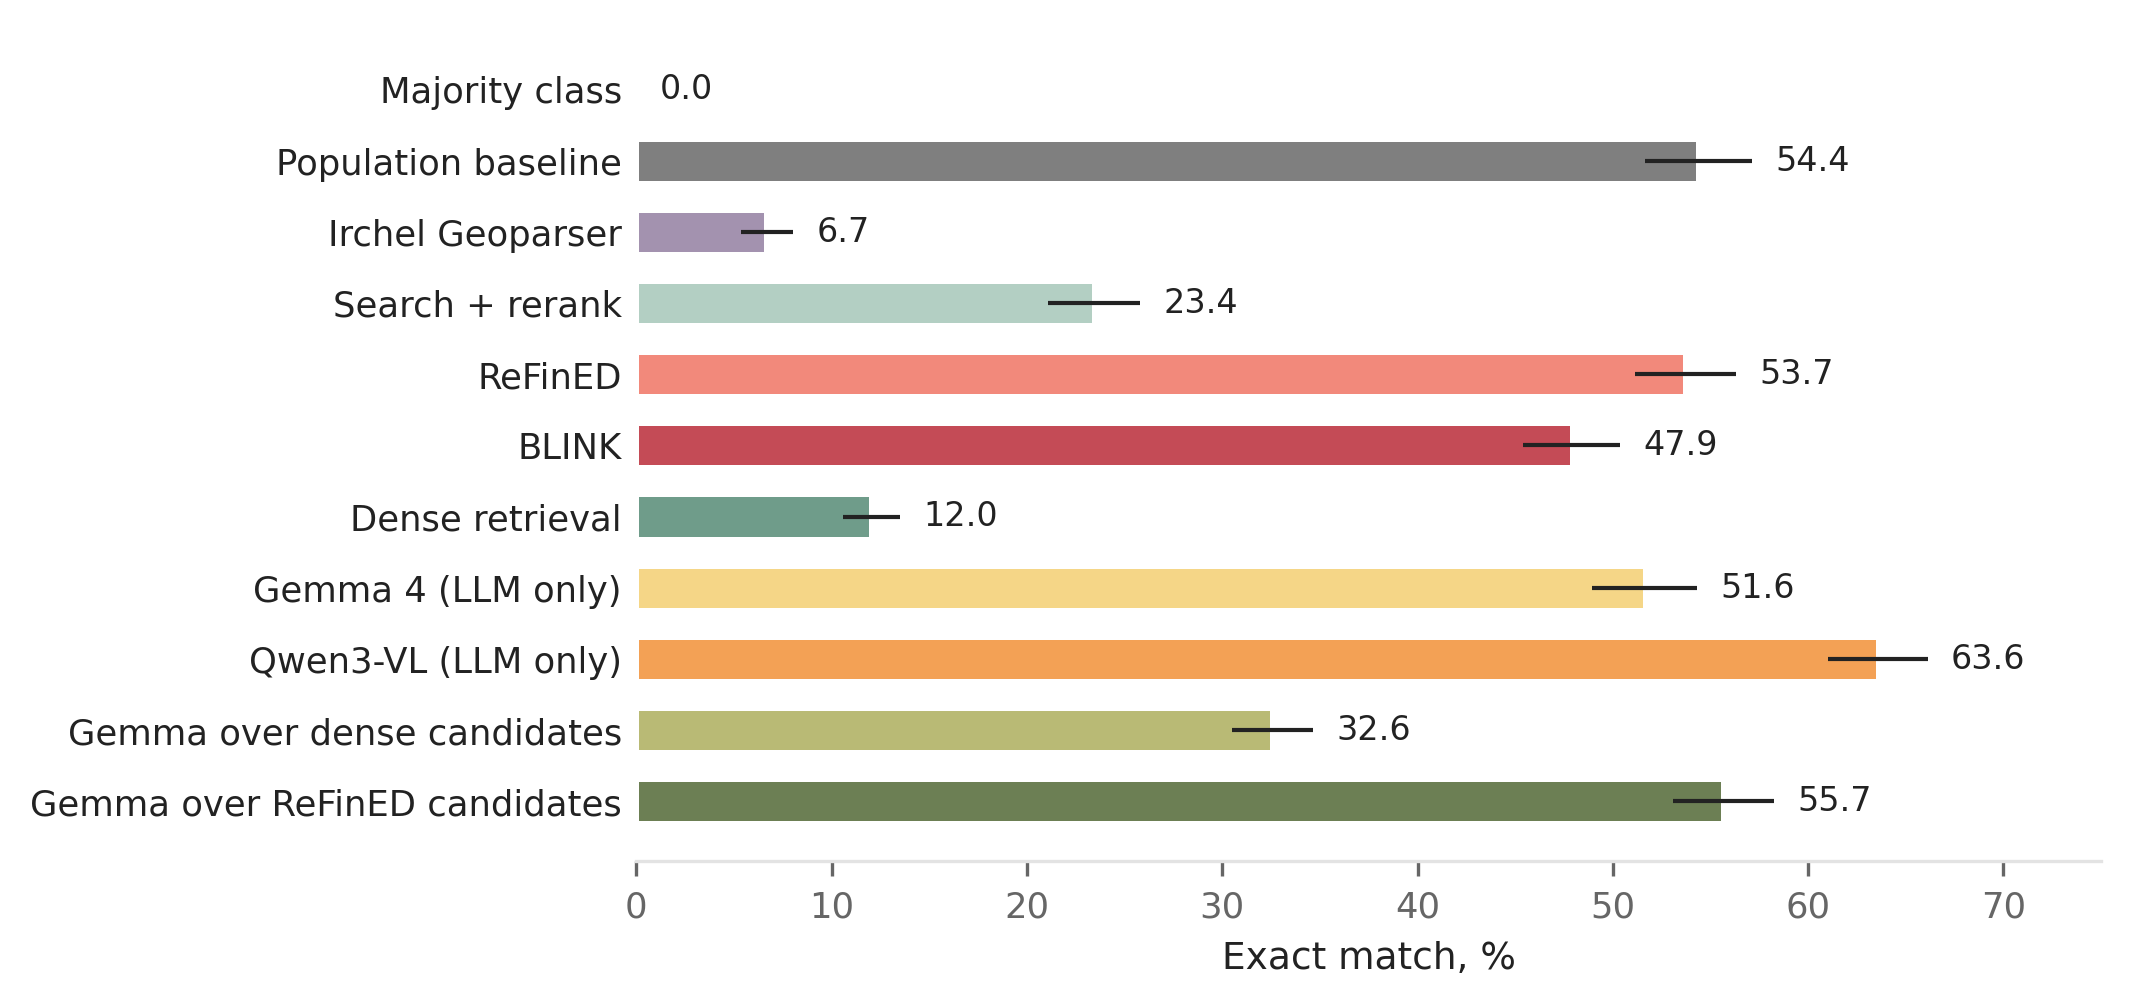 Majority class 0.0
Population baseline 54.4
Irchel Geoparser 6.7
Search + rerank 23.4
ReFinED 53.7
BLINK 47.9
Dense retrieval 12.0
Gemma 4 (LLM only) 51.6
Qwen3-VL (LLM only) 63.6
Gemma over dense candidates 32.6
Gemma over ReFinED candidates 55.7
0 10 20 30 40 50 60 70
Exact match, %